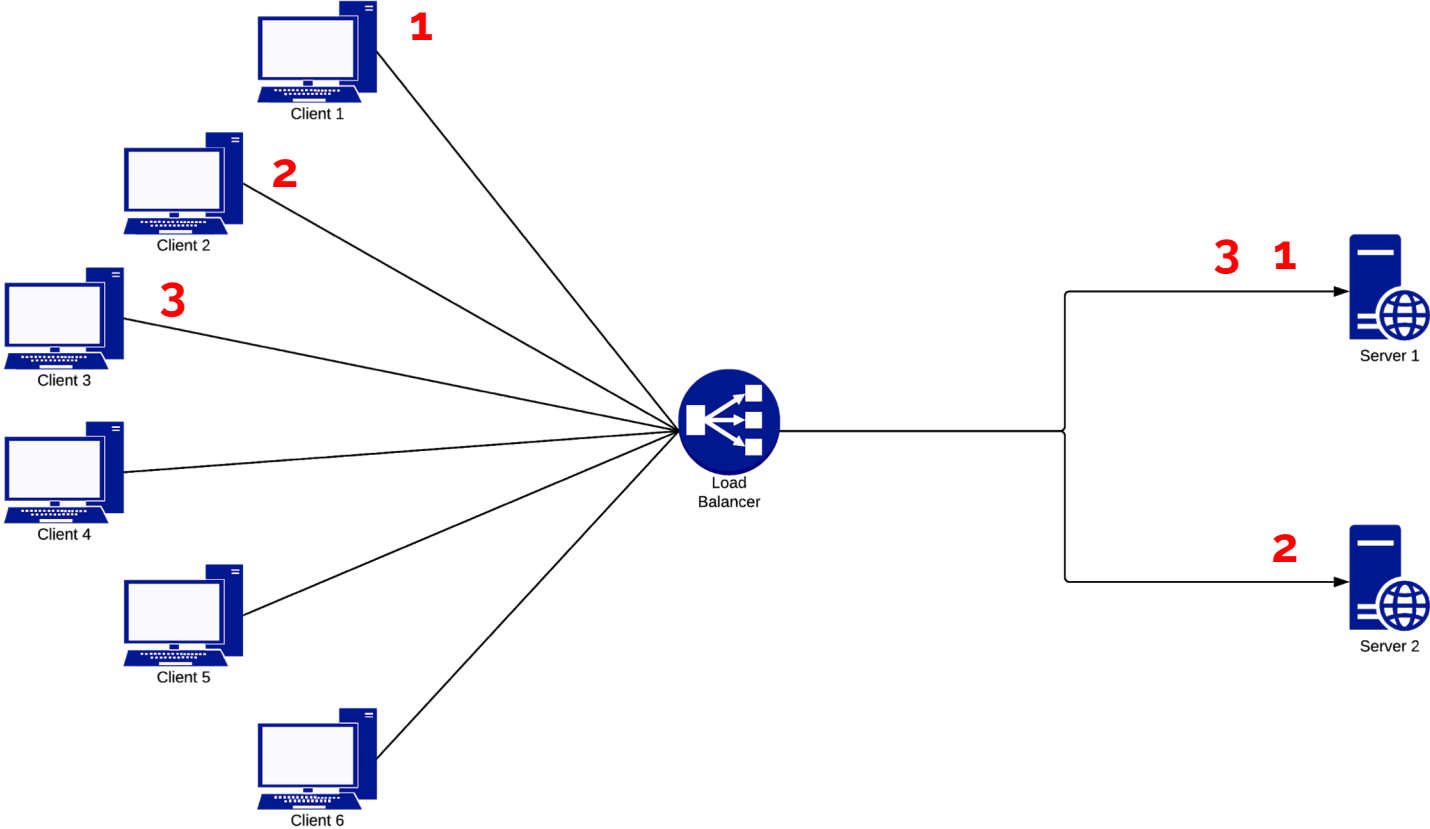 1
Client 1
2
Client 2
3
Client 3
Client 4
Client 5
Client 6
Load
Balancer
3 1
Server 1
2
Server 2